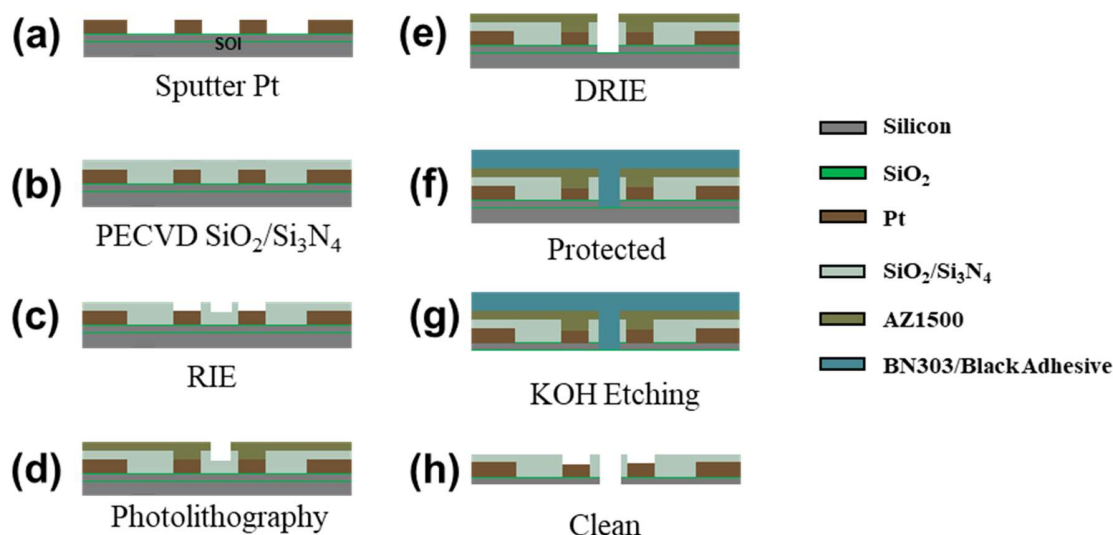 (a)
SOI
Sputter Pt
(b)
PECVD SiO₂/Si₃N₄
(c)
RIE
(d)
Photolithography
(e)
DRIE
(f)
Protected
(g)
KOH Etching
(h)
Clean
Silicon
SiO₂
Pt
SiO₂/Si₃N₄
AZ1500
BN303/Black Adhesive